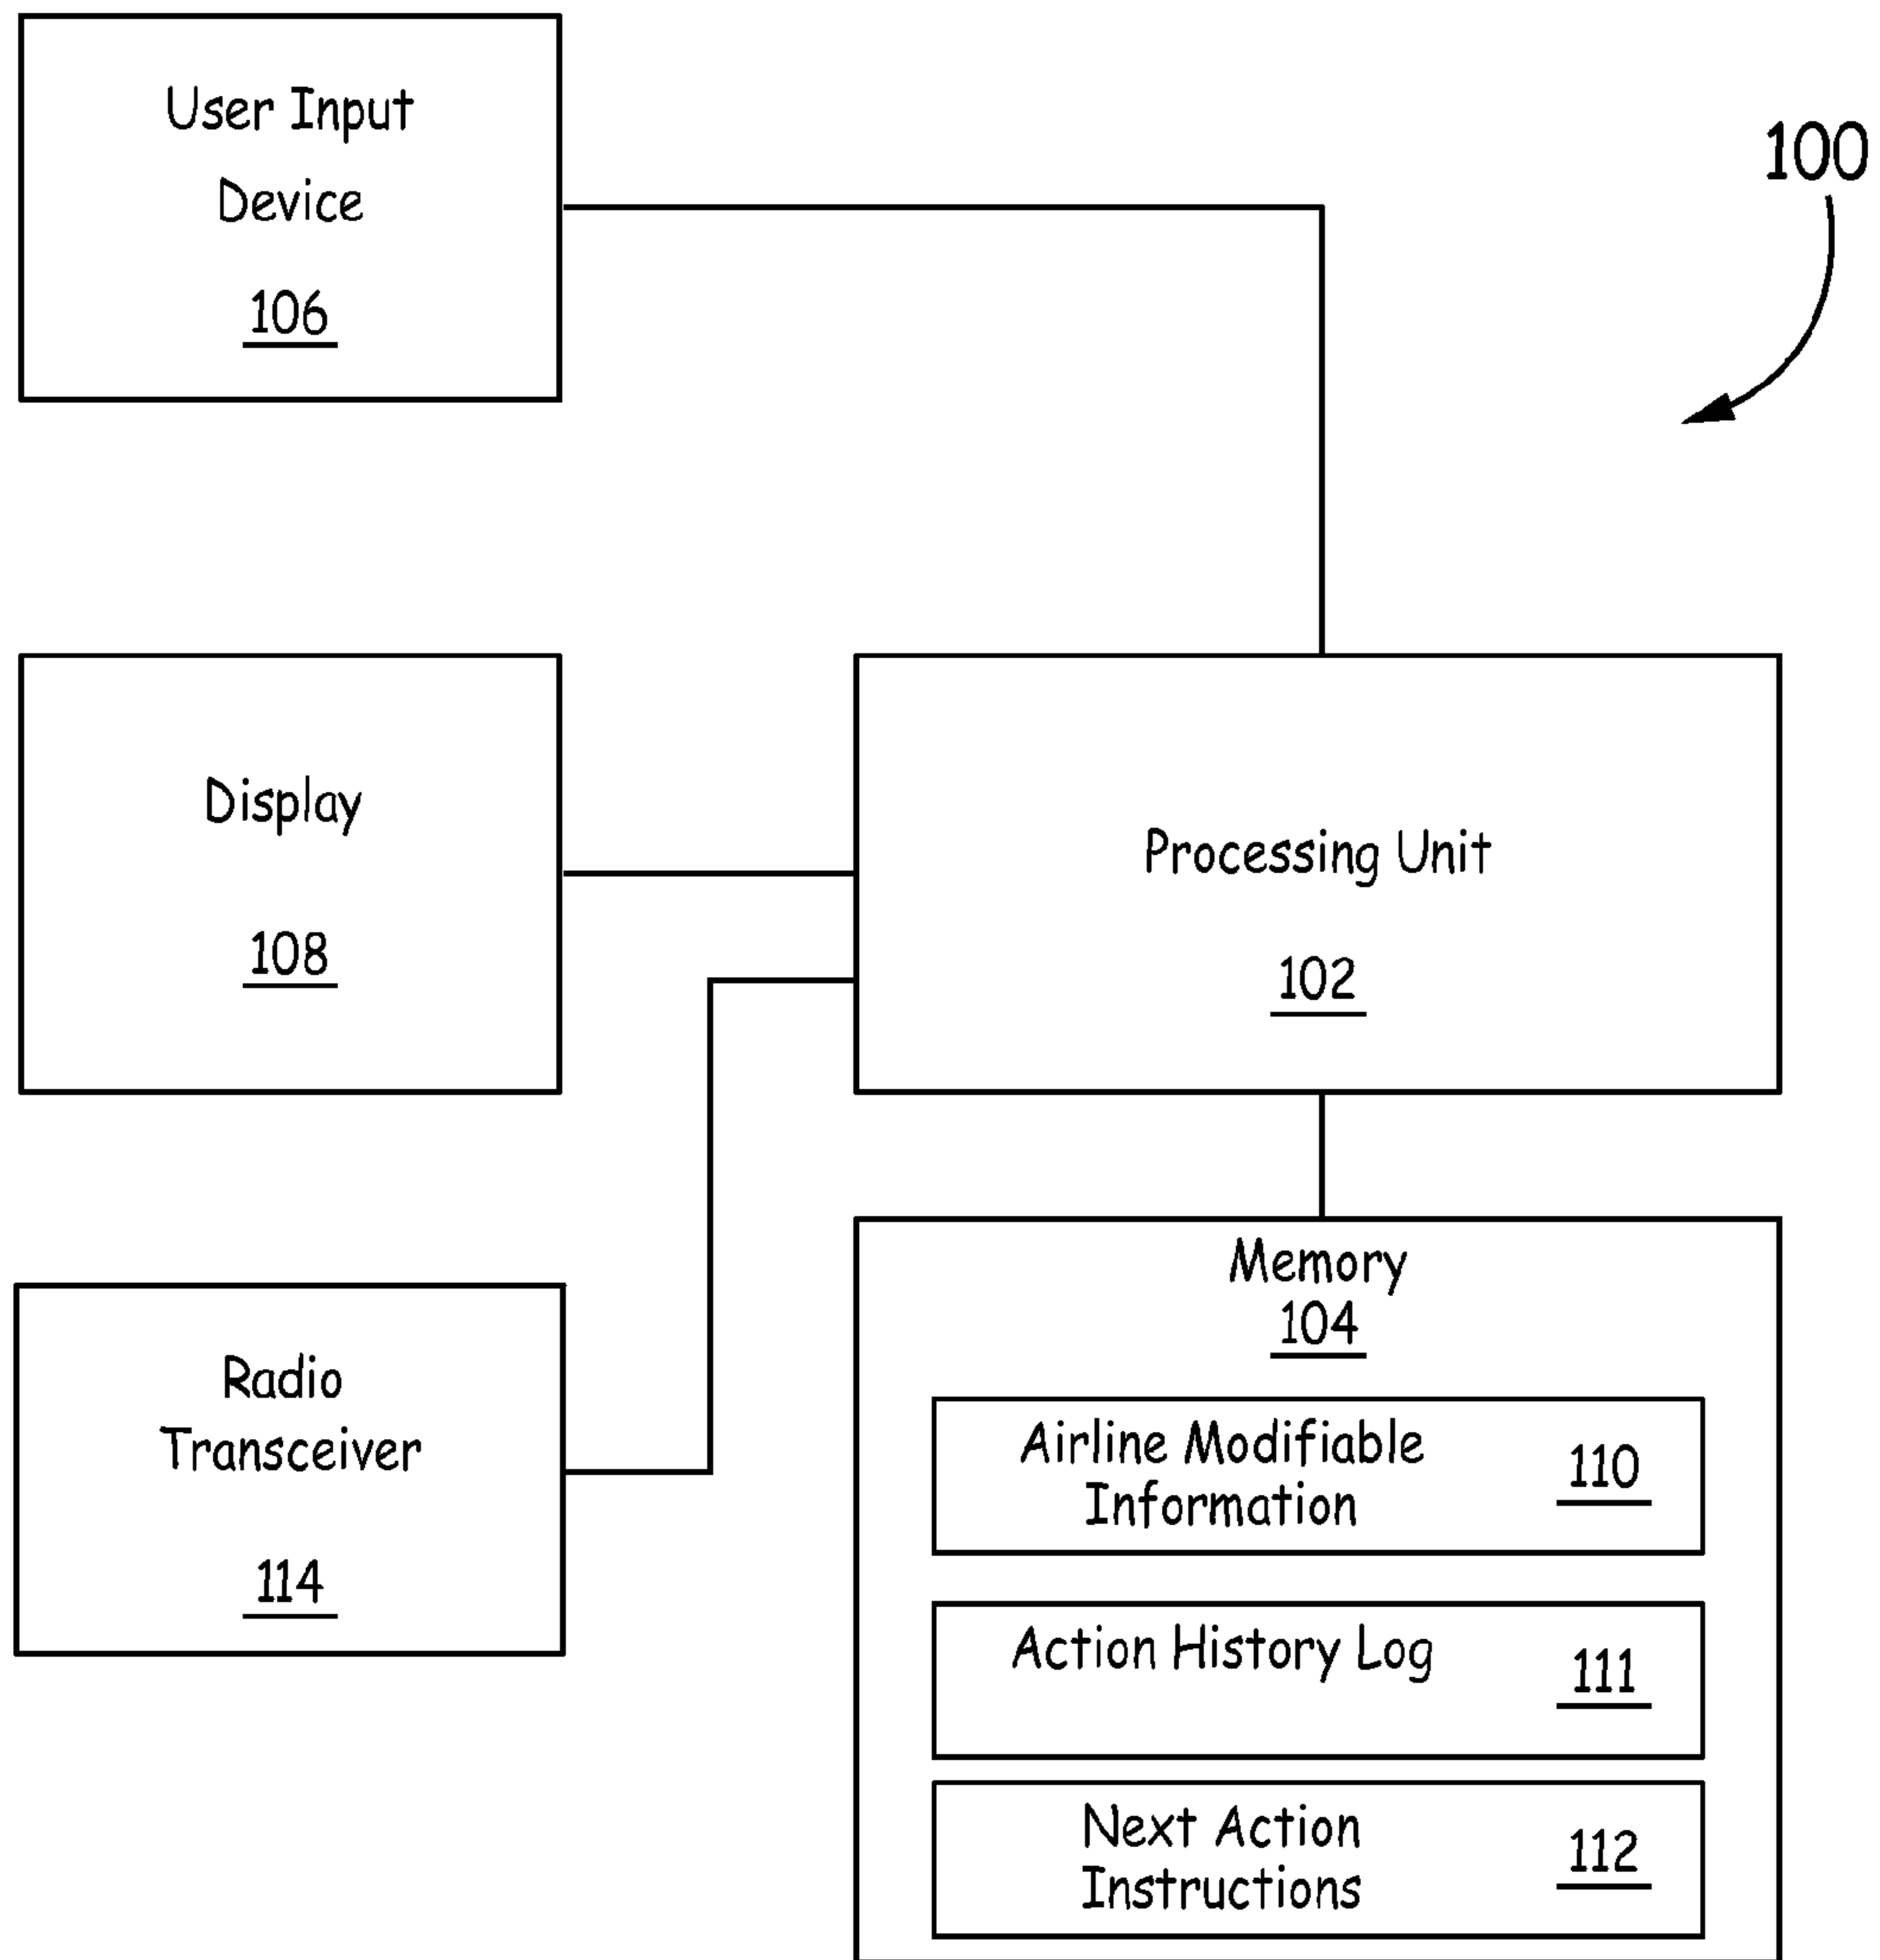 User Input
Device
106
100
Display
108
Processing Unit
102
Radio
Transceiver
114
Memory
104
Airline Modifiable
Information
110
Action History Log
111
Next Action
Instructions
112